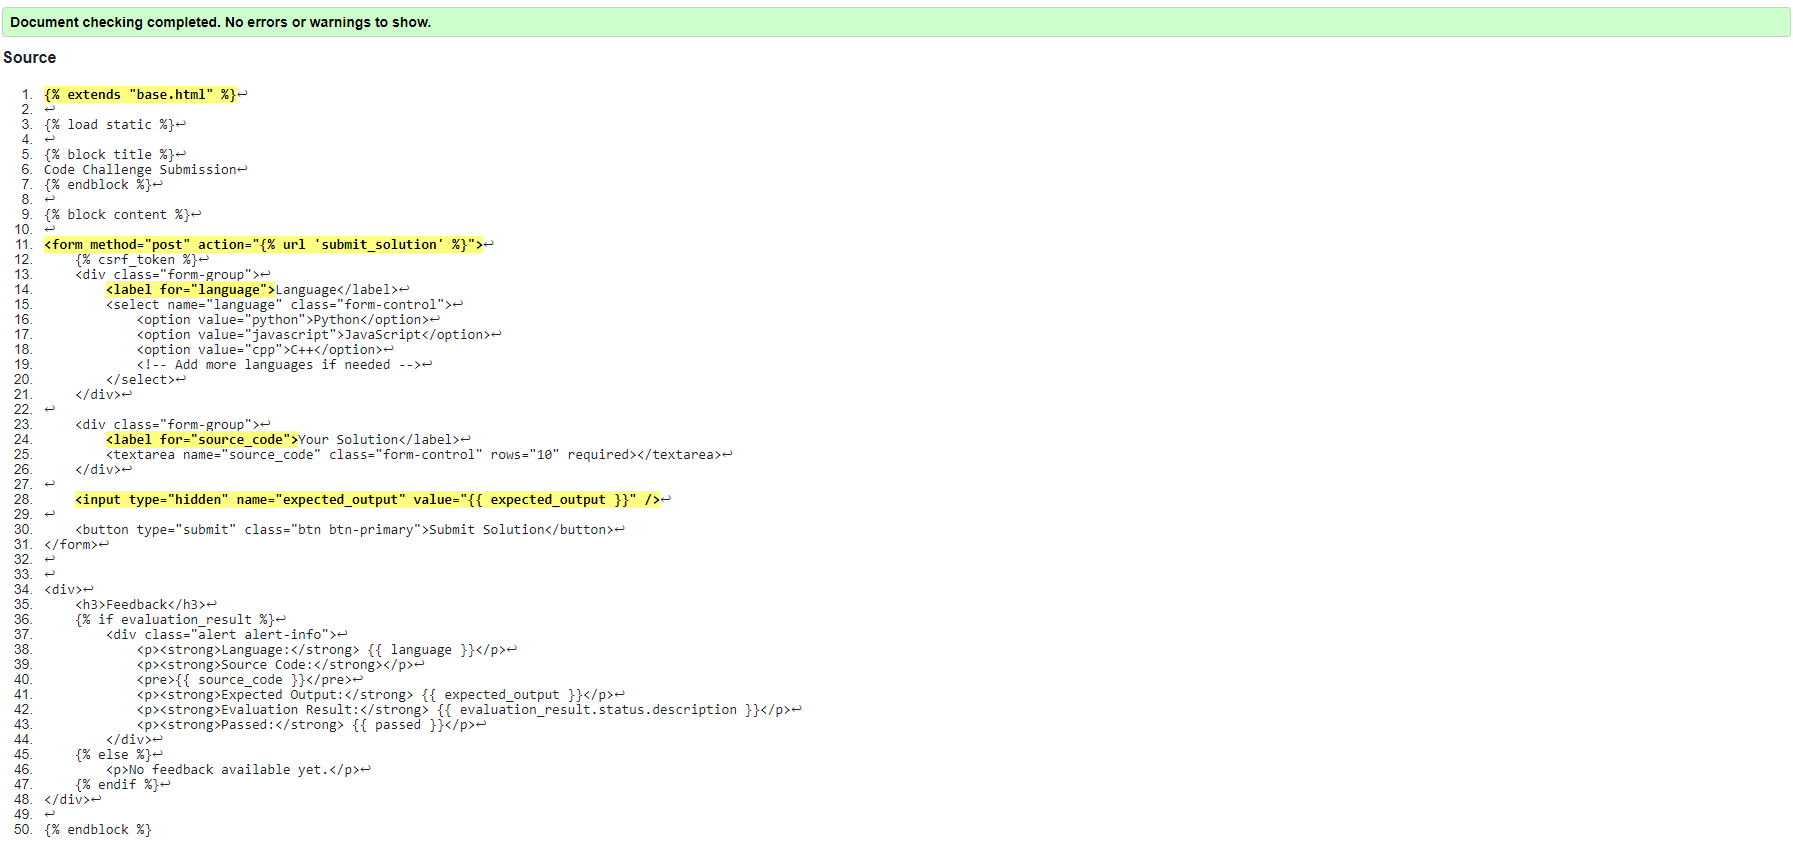 Document checking completed. No errors or warnings to show.
Source
1. {% extends "base.html" %}↩
2. ↩
3. {% load static %}↩
4. ↩
5. {% block title %}↩
6. Code Challenge Submission↩
7. {% endblock %}↩
8. ↩
9. {% block content %}↩
10. ↩
11. <form method="post" action="{% url 'submit_solution' %}">↩
12.     {% csrf_token %}↩
13.     <div class="form-group">↩
14.         <label for="language">Language</label>↩
15.         <select name="language" class="form-control">↩
16.             <option value="python">Python</option>↩
17.             <option value="javascript">JavaScript</option>↩
18.             <option value="cpp">C++</option>↩
19.             <!-- Add more languages if needed -->↩
20.         </select>↩
21.     </div>↩
22. ↩
23.     <div class="form-group">↩
24.         <label for="source_code">Your Solution</label>↩
25.         <textarea name="source_code" class="form-control" rows="10" required></textarea>↩
26.     </div>↩
27. ↩
28.     <input type="hidden" name="expected_output" value="{{ expected_output }}" />↩
29. ↩
30.     <button type="submit" class="btn btn-primary">Submit Solution</button>↩
31. </form>↩
32. ↩
33. ↩
34. <div>↩
35.     <h3>Feedback</h3>↩
36.     {% if evaluation_result %}↩
37.         <div class="alert alert-info">↩
38.             <p><strong>Language:</strong> {{ language }}</p>↩
39.             <p><strong>Source Code:</strong></p>↩
40.             <pre>{{ source_code }}</pre>↩
41.             <p><strong>Expected Output:</strong> {{ expected_output }}</p>↩
42.             <p><strong>Evaluation Result:</strong> {{ evaluation_result.status.description }}</p>↩
43.             <p><strong>Passed:</strong> {{ passed }}</p>↩
44.         </div>↩
45.     {% else %}↩
46.         <p>No feedback available yet.</p>↩
47.     {% endif %}↩
48. </div>↩
49. ↩
50. {% endblock %}